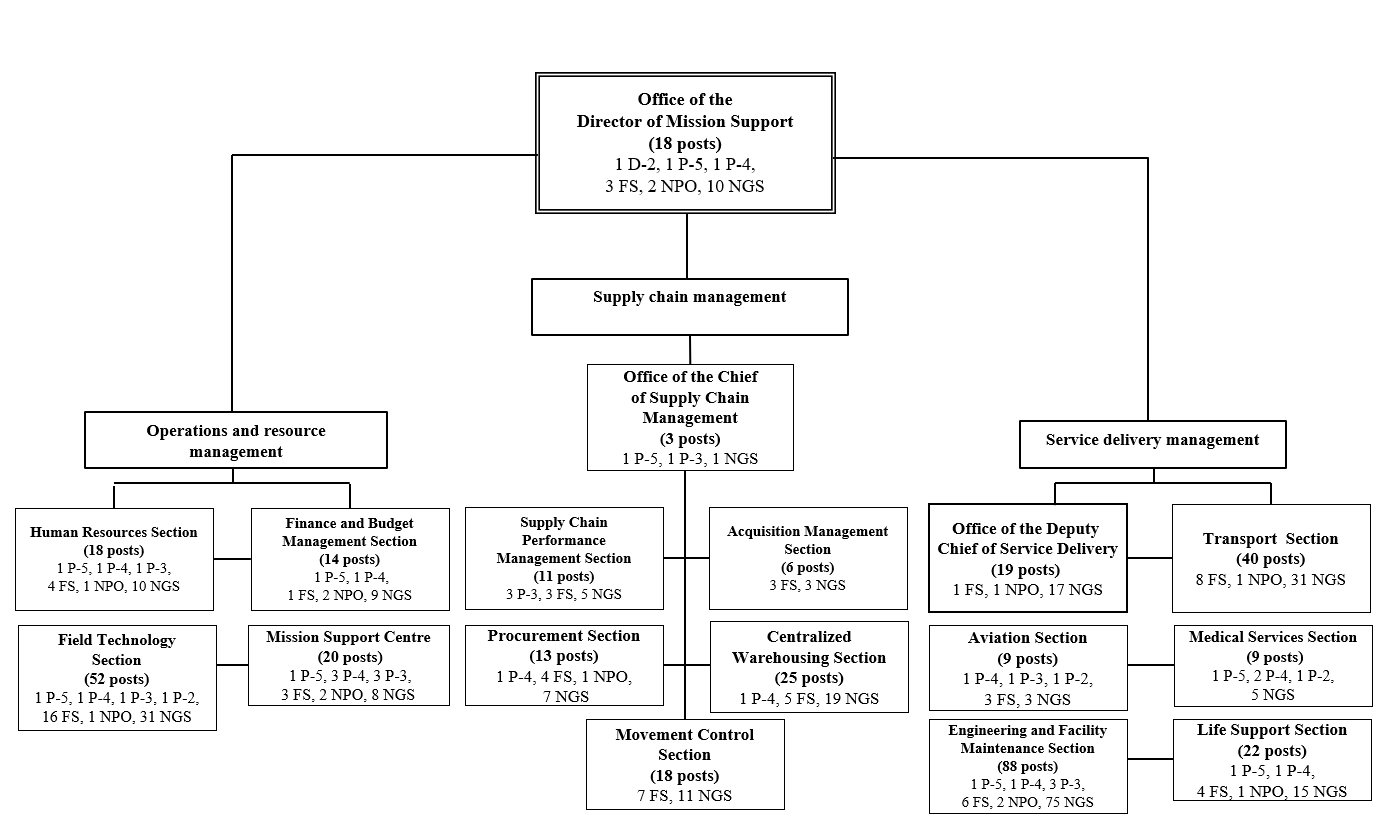 Office of the
Director of Mission Support
(18 posts)
1 D-2, 1 P-5, 1 P-4,
3 FS, 2 NPO, 10 NGS
Supply chain management
Office of the Chief
of Supply Chain
Management
(3 posts)
1 P-5, 1 P-3, 1 NGS
Operations and resource
management
Service delivery management
Human Resources Section
(18 posts)
1 P-5, 1 P-4, 1 P-3,
4 FS, 1 NPO, 10 NGS
Finance and Budget
Management Section
(14 posts)
1 P-5, 1 P-4,
1 FS, 2 NPO, 9 NGS
Supply Chain
Performance
Management Section
(11 posts)
3 P-3, 3 FS, 5 NGS
Acquisition Management
Section
(6 posts)
3 FS, 3 NGS
Office of the Deputy
Chief of Service Delivery
(19 posts)
1 FS, 1 NPO, 17 NGS
Transport Section
(40 posts)
8 FS, 1 NPO, 31 NGS
Field Technology
Section
(52 posts)
1 P-5, 1 P-4, 1 P-3, 1 P-2,
16 FS, 1 NPO, 31 NGS
Mission Support Centre
(20 posts)
1 P-5, 3 P-4, 3 P-3,
3 FS, 2 NPO, 8 NGS
Procurement Section
(13 posts)
1 P-4, 4 FS, 1 NPO,
7 NGS
Centralized
Warehousing Section
(25 posts)
1 P-4, 5 FS, 19 NGS
Aviation Section
(9 posts)
1 P-4, 1 P-3, 1 P-2,
3 FS, 3 NGS
Medical Services Section
(9 posts)
1 P-5, 2 P-4, 1 P-2,
5 NGS
Movement Control
Section
(18 posts)
7 FS, 11 NGS
Engineering and Facility
Maintenance Section
(88 posts)
1 P-5, 1 P-4, 3 P-3,
6 FS, 2 NPO, 75 NGS
Life Support Section
(22 posts)
1 P-5, 1 P-4,
4 FS, 1 NPO, 15 NGS